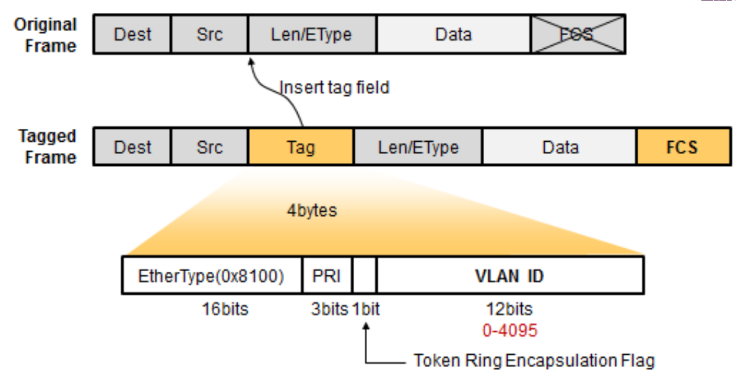 Original Frame
Dest Src Len/EType Data FCS
Insert tag field
Tagged Frame
Dest Src Tag Len/EType Data FCS
4bytes
EtherType(0x8100) PRI VLAN ID
16bits 3bits 1bit 12bits
0-4095
Token Ring Encapsulation Flag